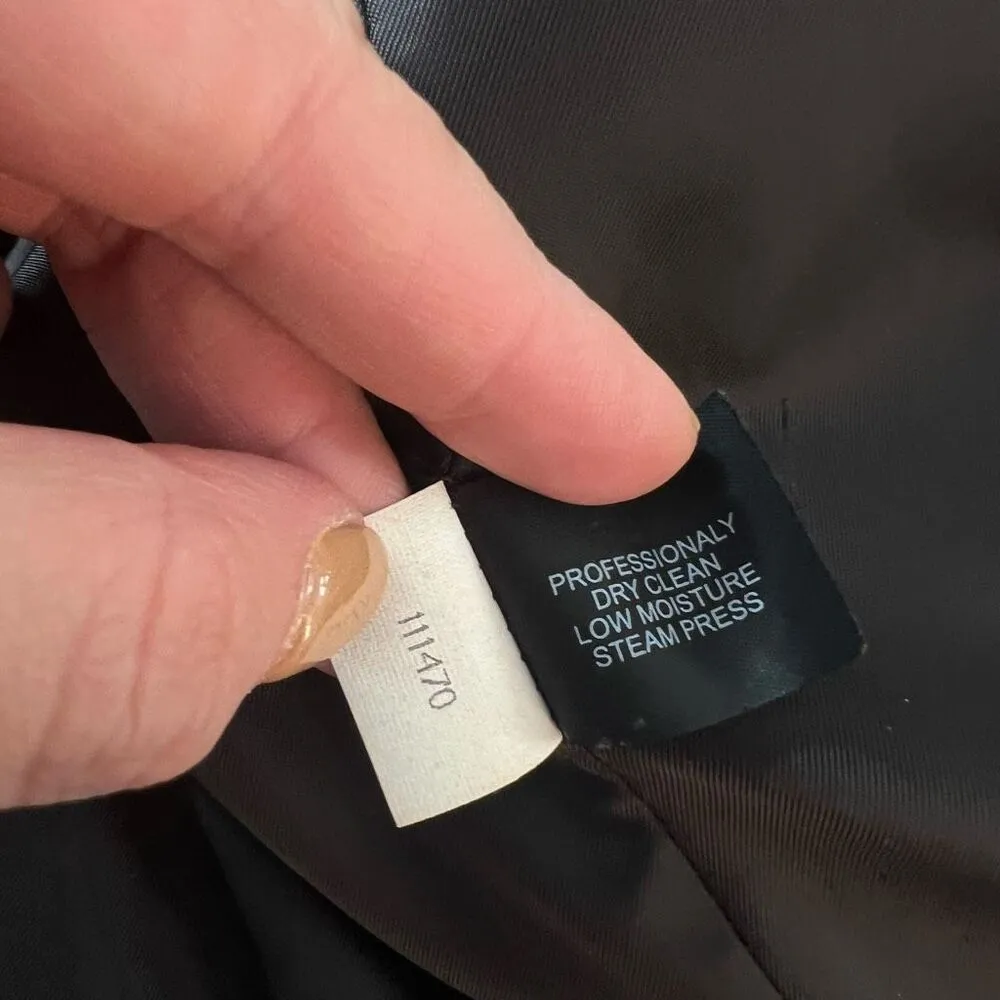 111470
PROFESSIONALY
DRY CLEAN
LOW MOISTURE
STEAM PRESS